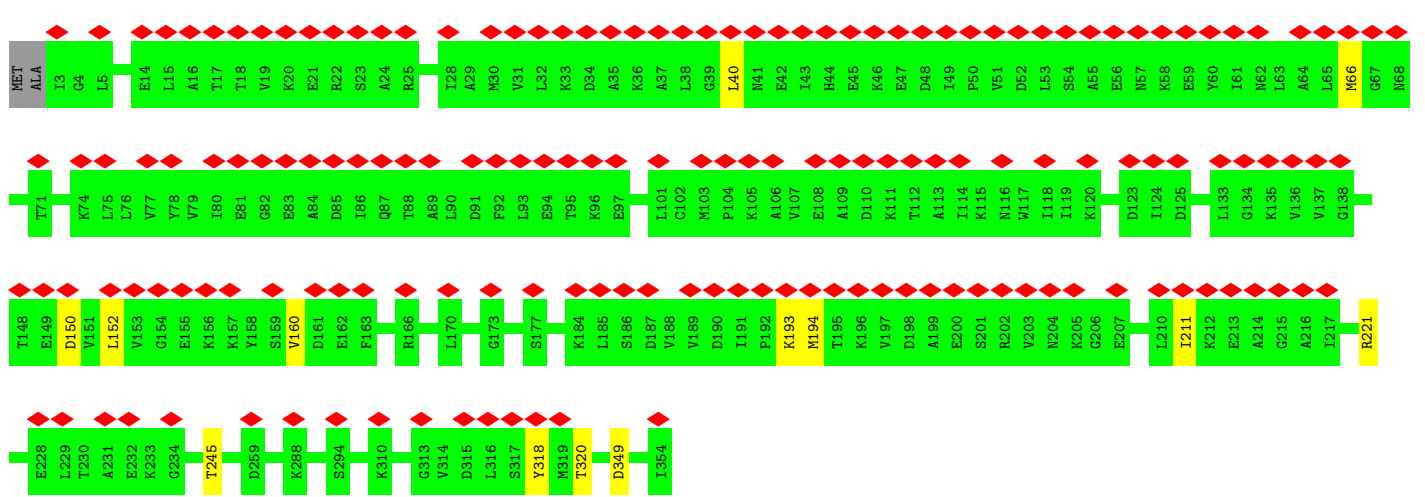 MET ALA I3 G4 L5 E14 L15 A16 T17 T18 V19 K20 E21 R22 S23 A24 R25 I28 A29 M30 V31 L32 K33 D34 A35 K36 A37 L38 G39 L40 N41 E42 I43 H44 E45 K46 E47 D48 I49 P50 V51 D52 L53 S54 A55 E56 N57 K58 E59 Y60 I61 N62 L63 A64 L65 M66 G67 N68
T71 K74 L75 L76 V77 Y78 V79 I80 E81 G82 E83 A84 D85 I86 Q87 T88 A89 L90 D91 F92 L93 E94 T95 K96 E97 L101 C102 M103 P104 K105 A106 V107 E108 A109 D110 K111 T112 A113 I114 K115 N116 W117 I118 I119 K120 D123 I124 D125 L133 G134 K135 V136 V137 G138
T148 E149 D150 V151 L152 V153 G154 E155 K156 K157 Y158 S159 V160 D161 E162 F163 R166 L170 G173 S177 K184 L185 S186 D187 V188 V189 D190 I191 P192 K193 M194 T195 K196 V197 D198 A199 E200 S201 R202 V203 N204 K205 G206 E207 L210 I211 K212 E213 A214 G215 A216 I217 R221
E228 L229 T230 A231 E232 K233 G234 T245 D259 K288 S294 K310 G313 V314 D315 L316 S317 Y318 M319 T320 D349 I354